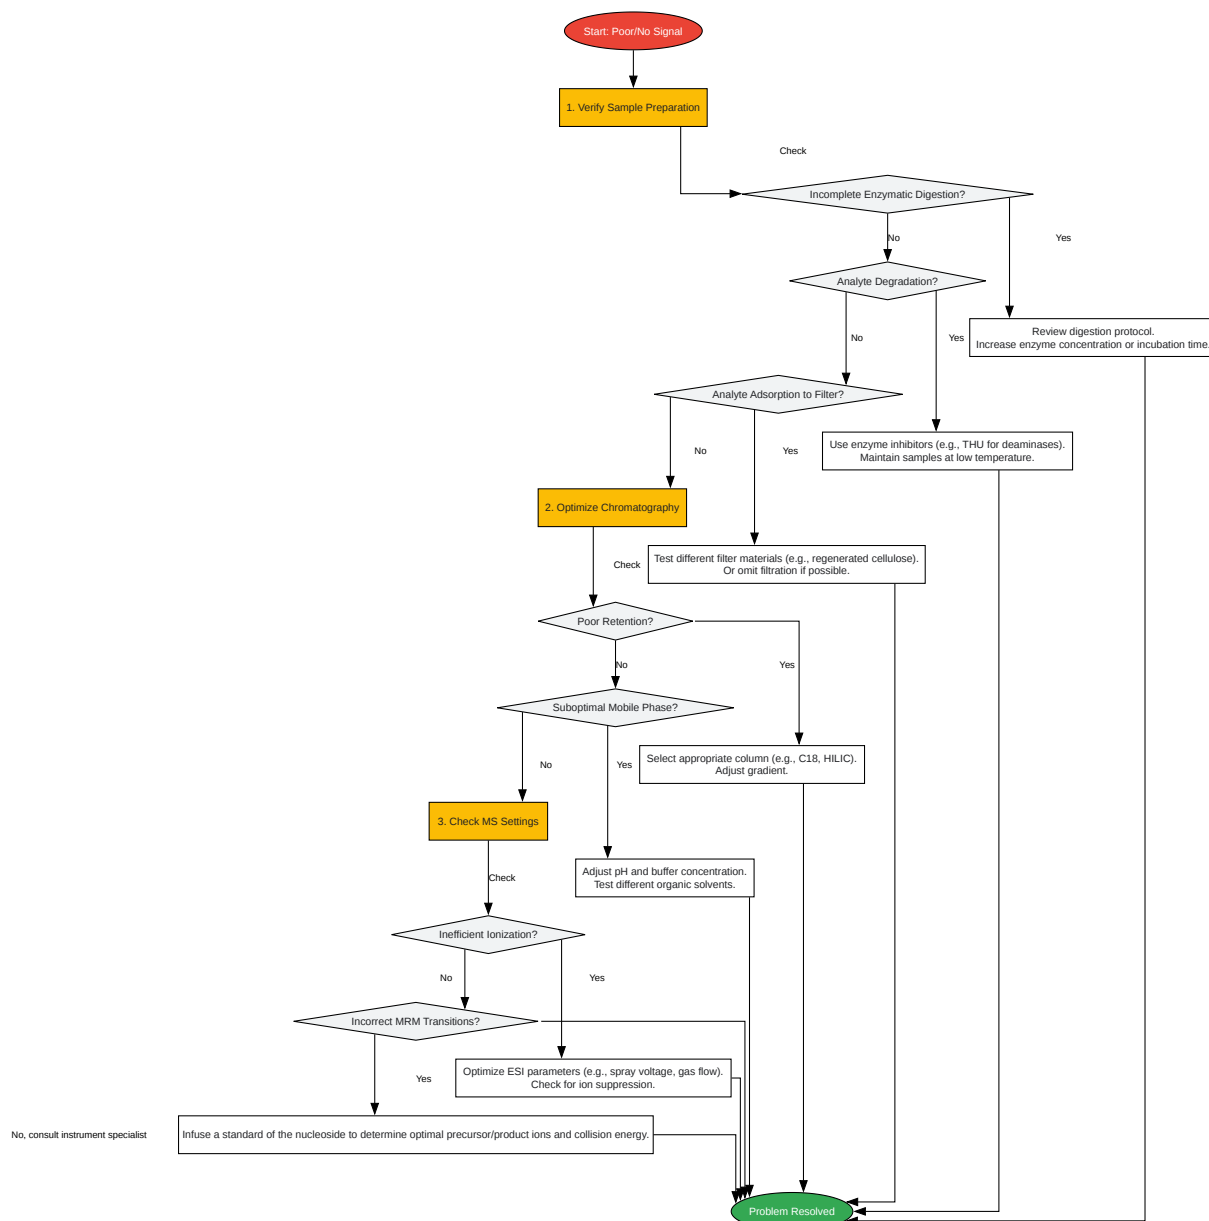 Start: Poor/No Signal
1. Verify Sample Preparation
Check
Incomplete Enzymatic Digestion?
No
Yes
Analyte Degradation?
Review digestion protocol.
Increase enzyme concentration or incubation time.
No
Yes
Analyte Adsorption to Filter?
Use enzyme inhibitors (e.g., THU for deaminases).
Maintain samples at low temperature.
No
Yes
2. Optimize Chromatography
Test different filter materials (e.g., regenerated cellulose).
Or omit filtration if possible.
Check
Poor Retention?
No
Yes
Suboptimal Mobile Phase?
Select appropriate column (e.g., C18, HILIC).
Adjust gradient.
No
Yes
3. Check MS Settings
Adjust pH and buffer concentration.
Test different organic solvents.
Check
Inefficient Ionization?
No
Yes
Incorrect MRM Transitions?
Optimize ESI parameters (e.g., spray voltage, gas flow).
Check for ion suppression.
Yes
No, consult instrument specialist
Infuse a standard of the nucleoside to determine optimal precursor/product ions and collision energy.
Problem Resolved